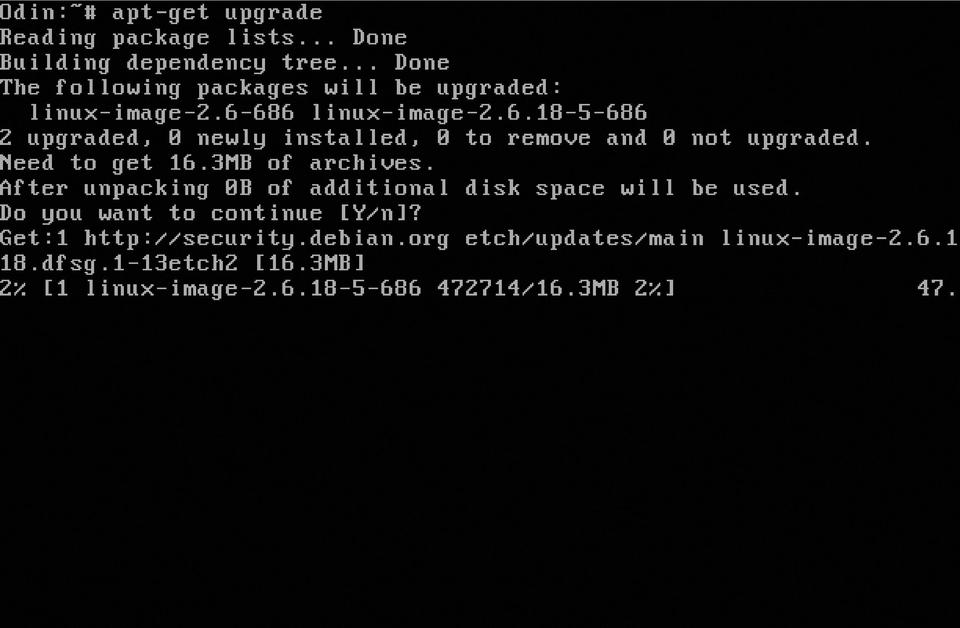 Odin:~# apt-get upgrade
Reading package lists... Done
Building dependency tree... Done
The following packages will be upgraded:
  linux-image-2.6-686 linux-image-2.6.18-5-686
2 upgraded, 0 newly installed, 0 to remove and 0 not upgraded.
Need to get 16.3MB of archives.
After unpacking 0B of additional disk space will be used.
Do you want to continue [Y/n]?
Get:1 http://security.debian.org etch/updates/main linux-image-2.6.1
18.dfsg.1-13etch2 [16.3MB]
2% [1 linux-image-2.6.18-5-686 472714/16.3MB 2%] 47.